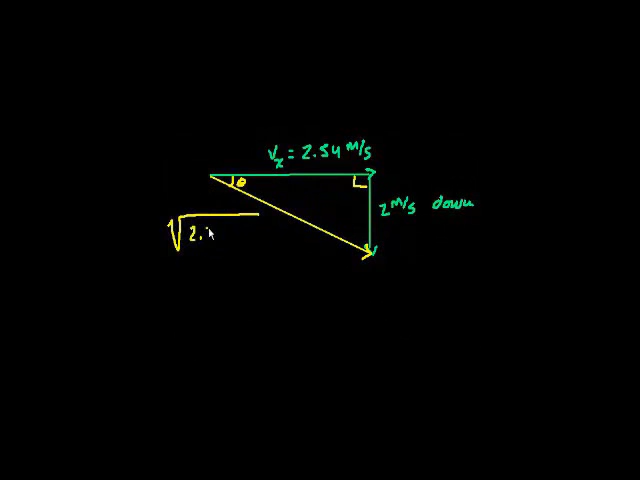 Vx = 2.54 m/s
θ
2 m/s down
√2.